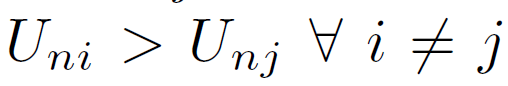 U_{ni} > U_{nj} ∀ i ≠ j